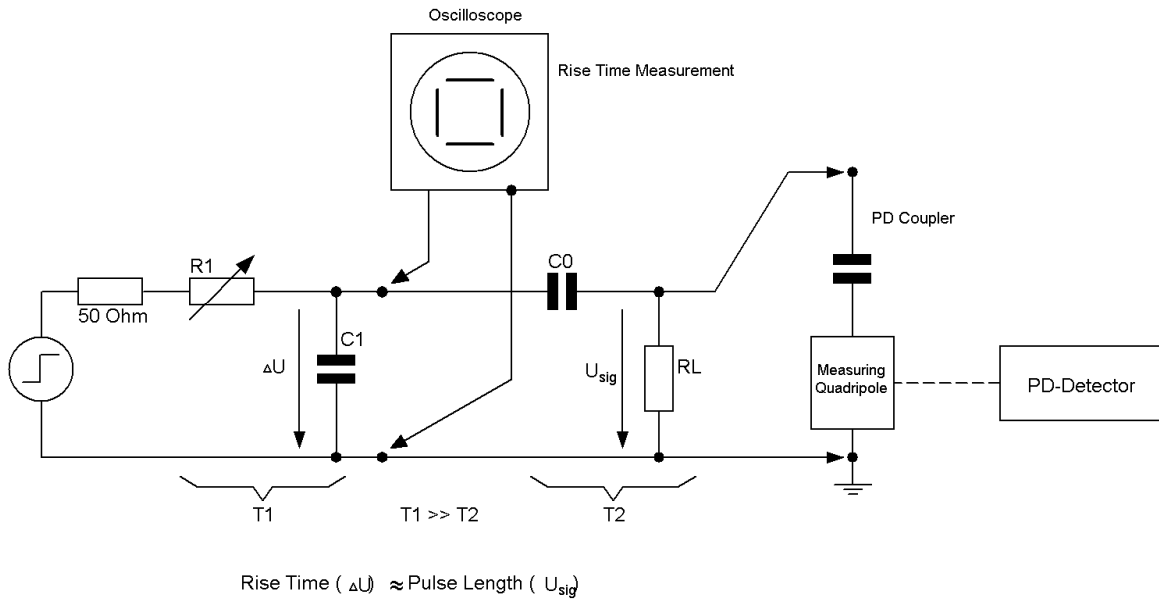 Oscilloscope
Rise Time Measurement
PD Coupler
R1
C0
50 Ohm
C1
ΔU
Usig
RL
Measuring
Quadripole
PD-Detector
T1
T1 >> T2
T2
Rise Time ( ΔU) ≈ Pulse Length ( Usig)